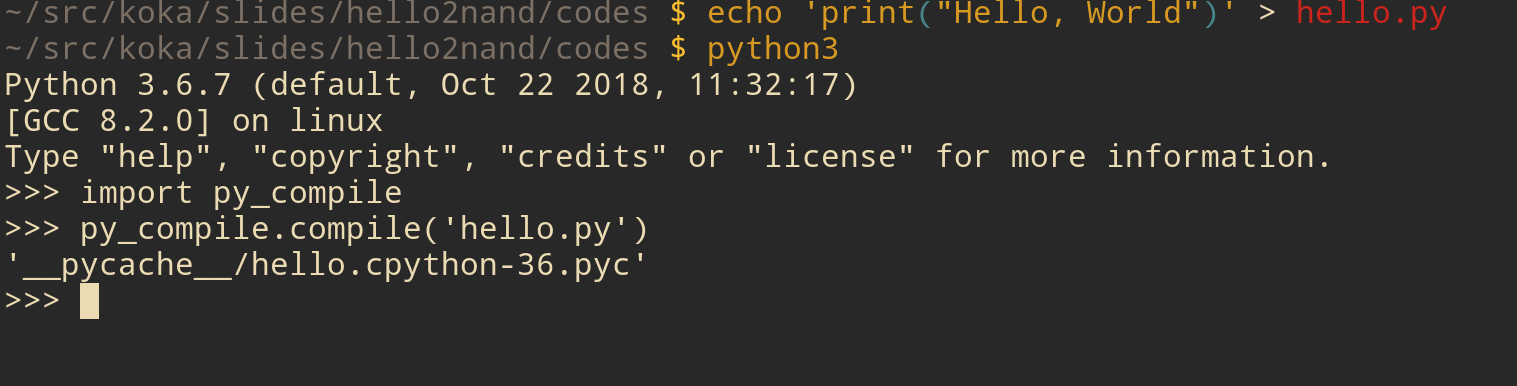 ~/src/koka/slides/hello2nand/codes $ echo 'print("Hello, World")' > hello.py
~/src/koka/slides/hello2nand/codes $ python3
Python 3.6.7 (default, Oct 22 2018, 11:32:17)
[GCC 8.2.0] on linux
Type "help", "copyright", "credits" or "license" for more information.
>>> import py_compile
>>> py_compile.compile('hello.py')
'__pycache__/hello.cpython-36.pyc'
>>>